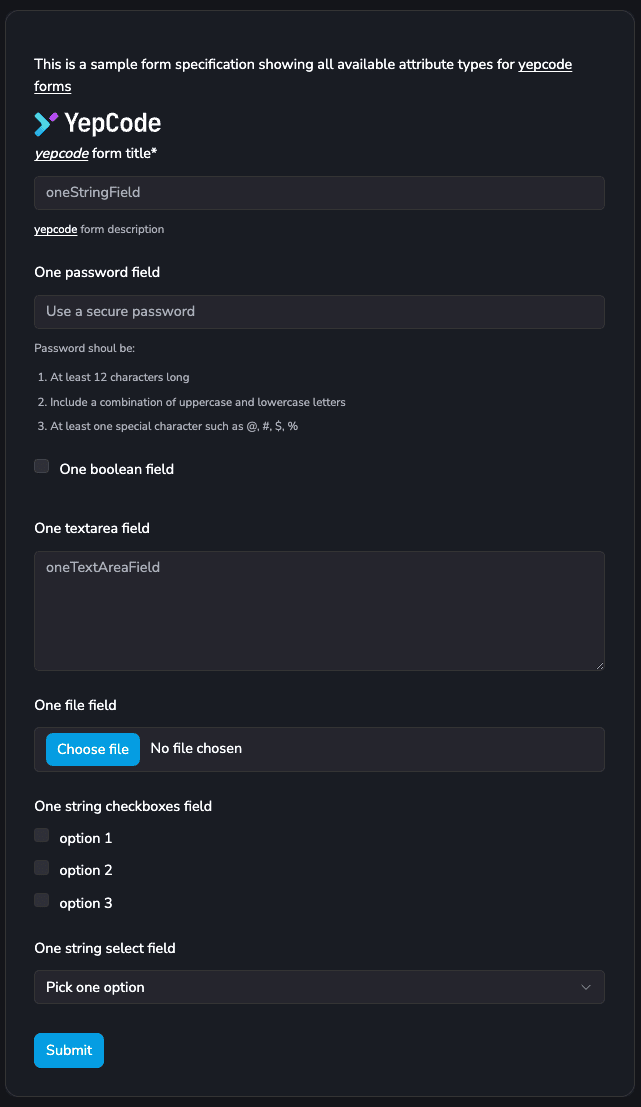 This is a sample form specification showing all available attribute types for yepcode
forms
YepCode
yepcode form title*
oneStringField
yepcode form description
One password field
Use a secure password
Password shoul be:
1. At least 12 characters long
2. Include a combination of uppercase and lowercase letters
3. At least one special character such as @, #, $, %
One boolean field
One textarea field
oneTextAreaField
One file field
Choose file No file chosen
One string checkboxes field
option 1
option 2
option 3
One string select field
Pick one option
Submit